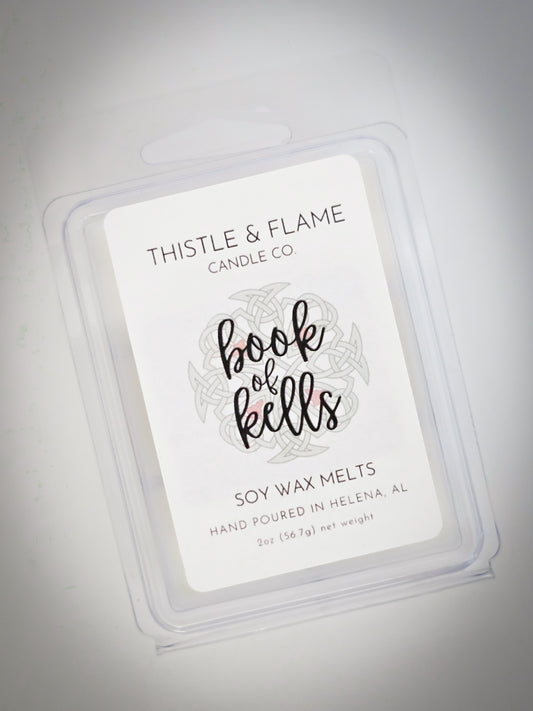 THISTLE & FLAME
CANDLE CO.
book
of
kells
SOY WAX MELTS
HAND POURED IN HELENA, AL
2oz (56.7g) net weight